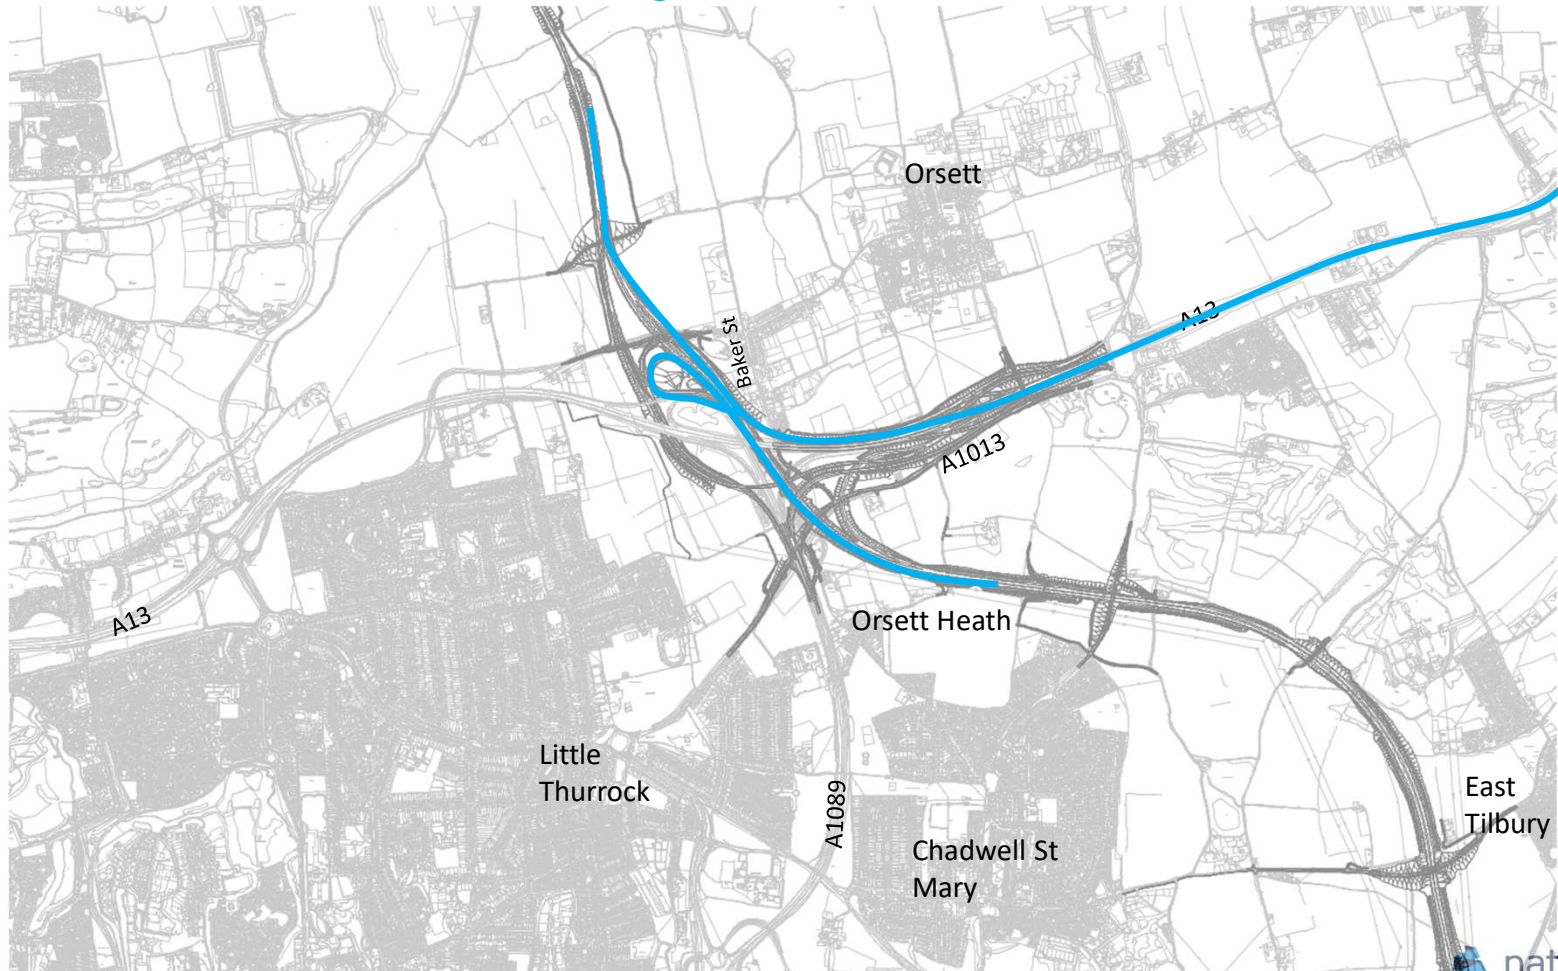 Orsett
A13
Baker St
A1013
A13
Orsett Heath
Little
Thurrock
A1089
East
Tilbury
Chadwell St
Mary